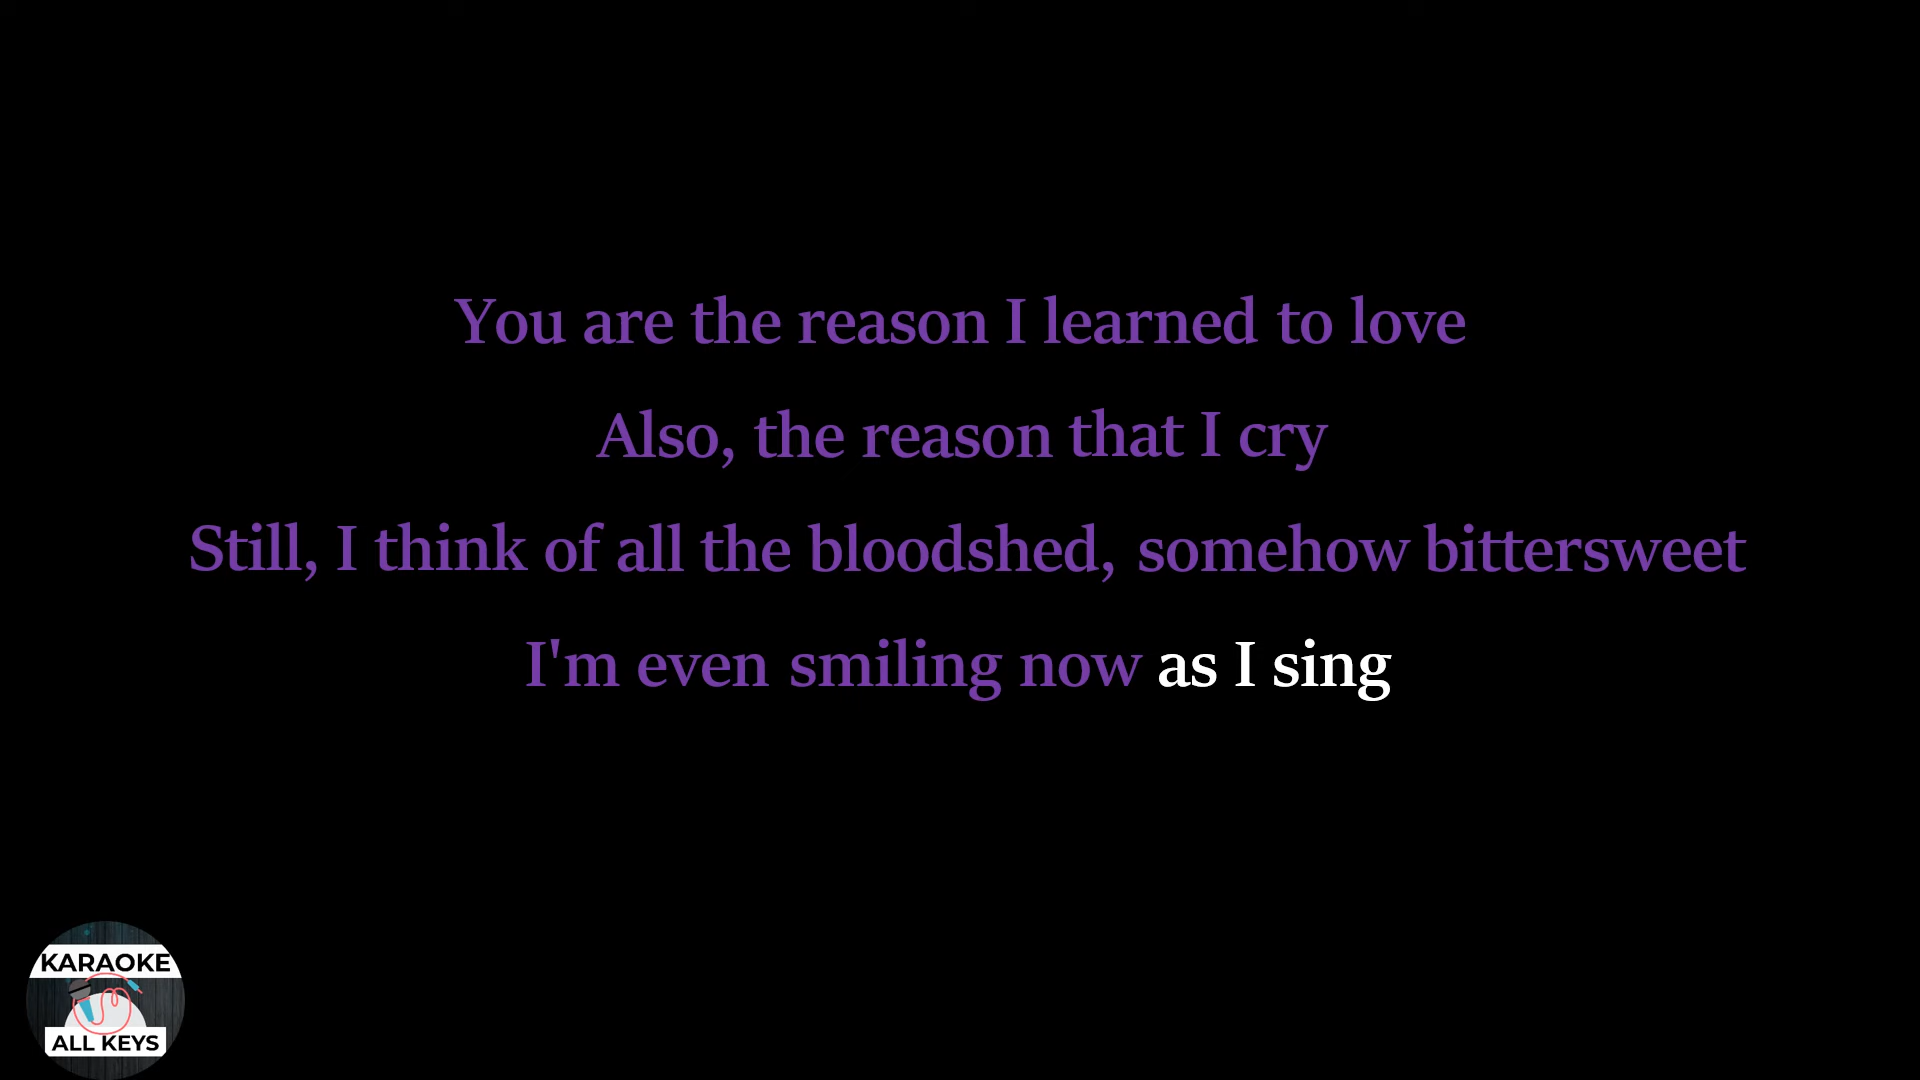 You are the reason I learned to love
Also, the reason that I cry
Still, I think of all the bloodshed, somehow bittersweet
I'm even smiling now as I sing
KARAOKE
ALL KEYS